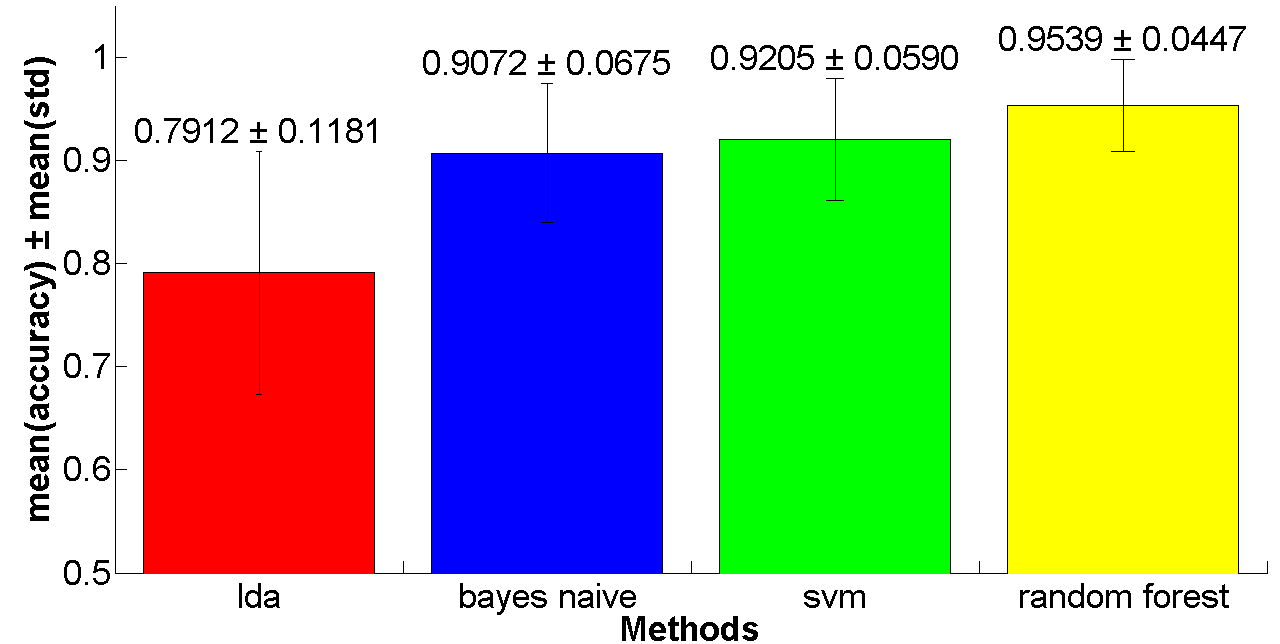 mean(accuracy) ± mean(std)
1
0.9
0.8
0.7
0.6
0.5
0.7912 ± 0.1181
0.9072 ± 0.0675
0.9205 ± 0.0590
0.9539 ± 0.0447
lda
bayes naive
svm
random forest
Methods